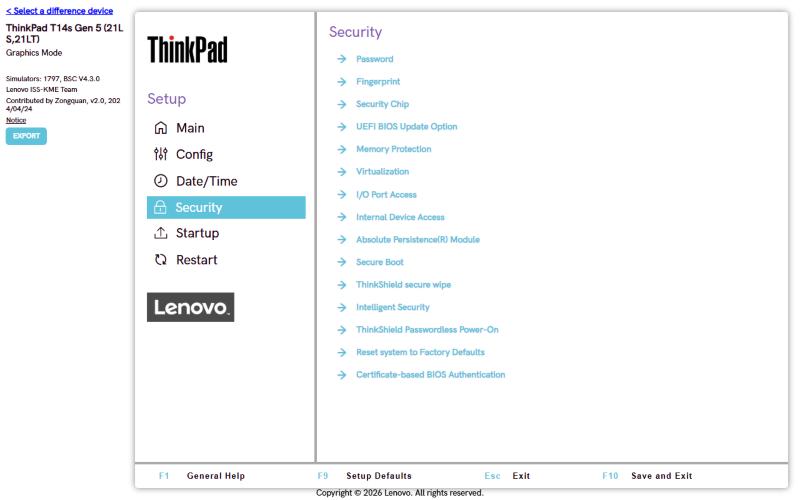 < Select a difference device
ThinkPad T14s Gen 5 (21L
S,21LT)
Graphics Mode
Simulators: 1797, BSC V4.3.0
Lenovo ISS-KME Team
Contributed by Zongquan, v2.0, 202
4/04/24
Notice
EXPORT
ThinkPad
Setup
Main
Config
Date/Time
Security
Startup
Restart
Lenovo.
Security
Password
Fingerprint
Security Chip
UEFI BIOS Update Option
Memory Protection
Virtualization
I/O Port Access
Internal Device Access
Absolute Persistence(R) Module
Secure Boot
ThinkShield secure wipe
Intelligent Security
ThinkShield Passwordless Power-On
Reset system to Factory Defaults
Certificate-based BIOS Authentication
F1 General Help F9 Setup Defaults Esc Exit F10 Save and Exit
Copyright © 2026 Lenovo. All rights reserved.